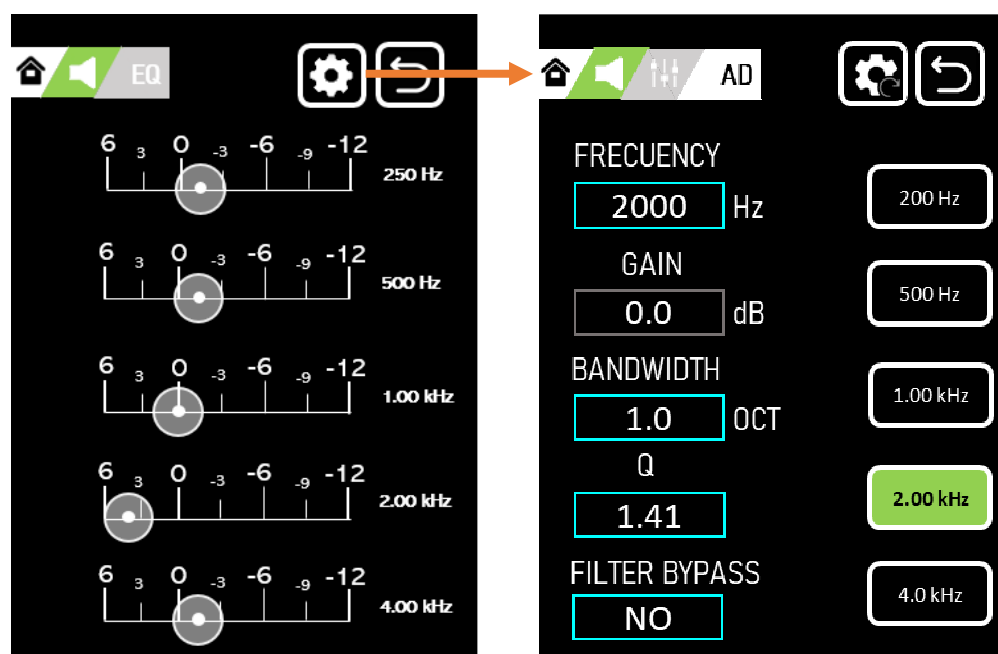 EQ
6 3 0 -3 -6 -9 -12
250 Hz
6 3 0 -3 -6 -9 -12
500 Hz
6 3 0 -3 -6 -9 -12
1.00 kHz
6 3 0 -3 -6 -9 -12
2.00 kHz
6 3 0 -3 -6 -9 -12
4.00 kHz
AD
FRECUENCY
2000 Hz
GAIN
0.0 dB
BANDWIDTH
1.0 OCT
Q
1.41
FILTER BYPASS
NO
200 Hz
500 Hz
1.00 kHz
2.00 kHz
4.0 kHz